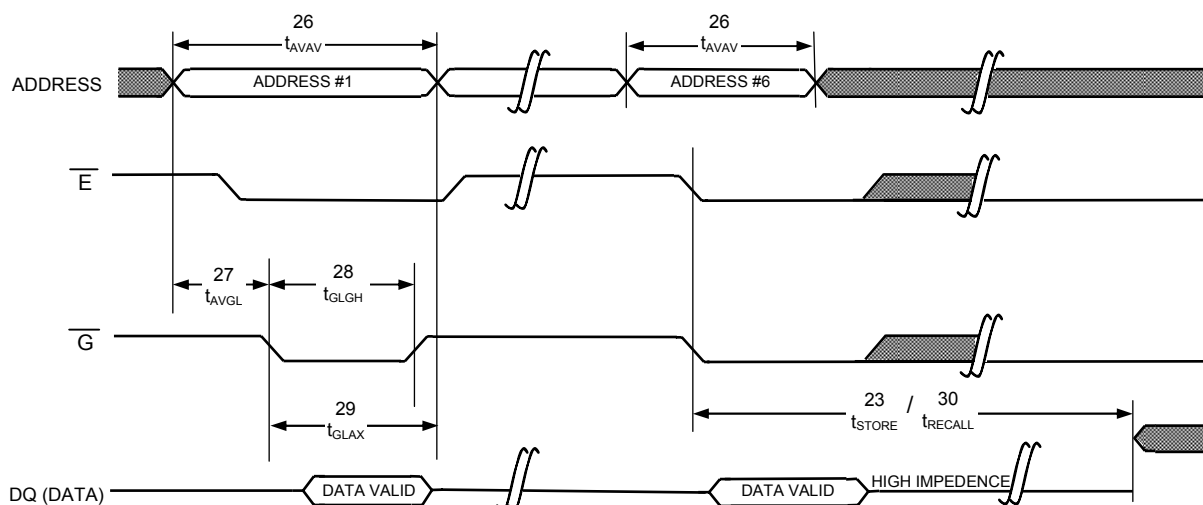 26
tAVAV
26
tAVAV
ADDRESS
ADDRESS #1
ADDRESS #6
E
27
tAVGL
28
tGLGH
G
29
tGLAX
23 / 30
tSTORE tRECALL
DQ (DATA)
DATA VALID
DATA VALID
HIGH IMPEDENCE